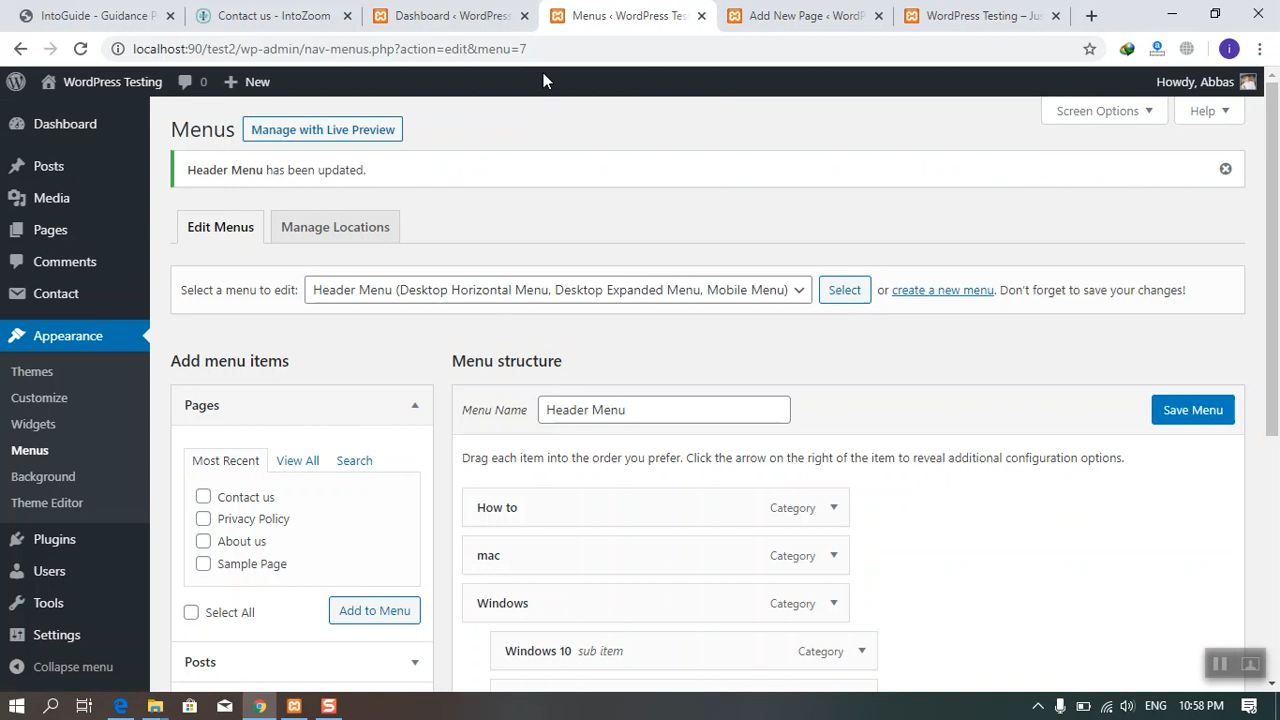 IntoGuide - Guidance P
Contact us - IntoZoom
Dashboard ‹ WordPress
Menus ‹ WordPress Tes
Add New Page ‹ WordP
WordPress Testing – Jus
localhost:90/test2/wp-admin/nav-menus.php?action=edit&menu=7
i
WordPress Testing
0
New
Howdy, Abbas
Dashboard
Posts
Media
Pages
Comments
Contact
Appearance
Themes
Customize
Widgets
Menus
Background
Theme Editor
Plugins
Users
Tools
Settings
Collapse menu
Screen Options
Help
Menus
Manage with Live Preview
Header Menu has been updated.
Edit Menus
Manage Locations
Select a menu to edit: Header Menu (Desktop Horizontal Menu, Desktop Expanded Menu, Mobile Menu) Select or create a new menu. Don't forget to save your changes!
Add menu items
Pages
Most Recent View All Search
Contact us
Privacy Policy
About us
Sample Page
Select All
Add to Menu
Posts
Menu structure
Menu Name Header Menu
Save Menu
Drag each item into the order you prefer. Click the arrow on the right of the item to reveal additional configuration options.
How to Category
mac Category
Windows Category
Windows 10 sub item Category
ENG 10:58 PM